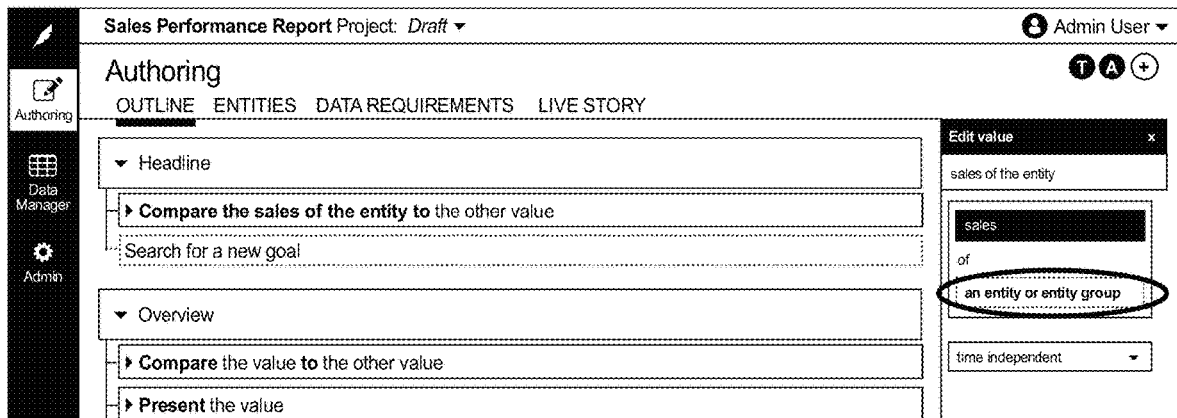 Sales Performance Report Project: Draft
Admin User
Authoring
T A +
OUTLINE ENTITIES DATA REQUIREMENTS LIVE STORY
Authoring
Data
Manager
Admin
Headline
Compare the sales of the entity to the other value
Search for a new goal
Overview
Compare the value to the other value
Present the value
Edit value x
sales of the entity
sales
of
an entity or entity group
time independent